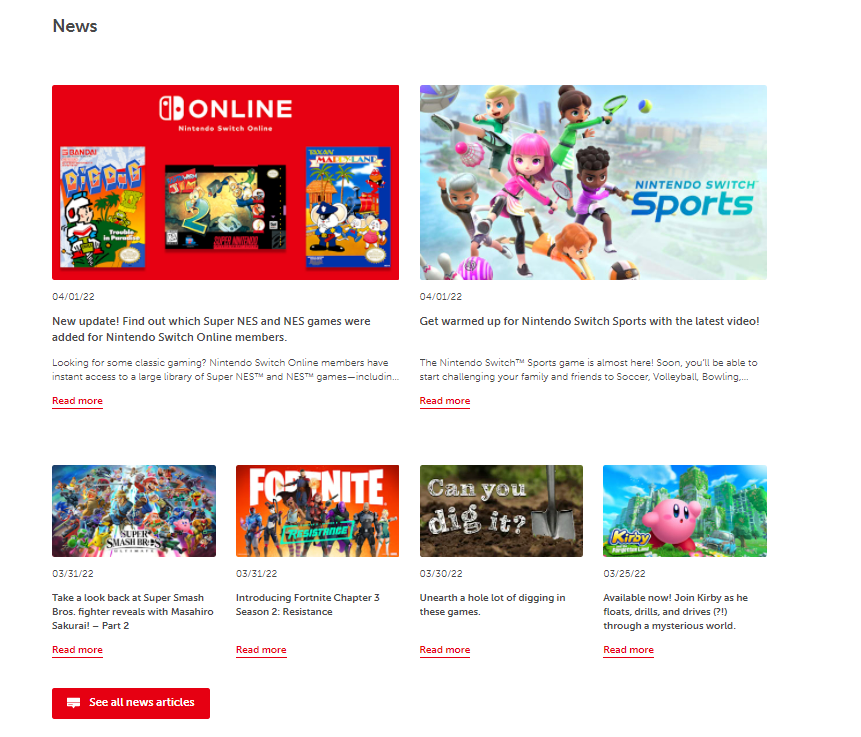 News
ONLINE
Nintendo Switch Online
BANDAI
DIG DUG
Trouble
in Paradise
2
TAXAN
MAPPY-LAND
NINTENDO SWITCH™
Sports
04/01/22
New update! Find out which Super NES and NES games were
added for Nintendo Switch Online members.
Looking for some classic gaming? Nintendo Switch Online members have
instant access to a large library of Super NES™ and NES™ games—includin...
Read more
04/01/22
Get warmed up for Nintendo Switch Sports with the latest video!
The Nintendo Switch™ Sports game is almost here! Soon, you'll be able to
start challenging your family and friends to Soccer, Volleyball, Bowling,...
Read more
SUPER
SMASH BROS.
ULTIMATE
03/31/22
Take a look back at Super Smash
Bros. fighter reveals with Masahiro
Sakurai! – Part 2
Read more
FORTNITE
RESISTANCE
03/31/22
Introducing Fortnite Chapter 3
Season 2: Resistance
Read more
Can you
dig it?
03/30/22
Unearth a hole lot of digging in
these games.
Read more
Kirby
03/25/22
Available now! Join Kirby as he
floats, drills, and drives (?!)
through a mysterious world.
Read more
See all news articles